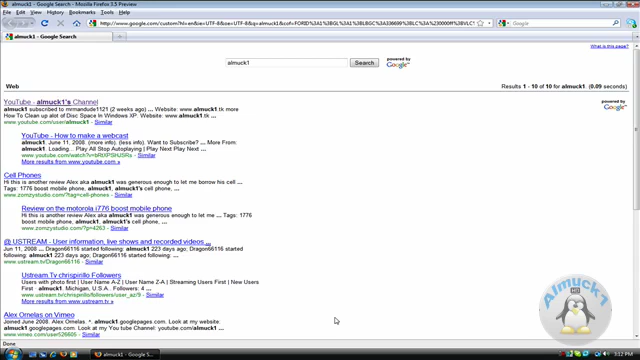 almuck1 - Google Search - Mozilla Firefox 3.5 Preview
File Edit View History Bookmarks Tools Help
almuck1 - Google Search
Google
What is this page?
almuck1 Search powered by Google™
Web Results 1 - 10 of 10 for almuck1. (0.09 seconds)
YouTube - almuck1's Channel
almuck1 subscribed to mrmandude1121 (2 weeks ago) ... Website: www.almuck1.tk more
How To Clean up alot of Disc Space In Windows XP. Website: www.almuck1.tk ...
www.youtube.com/user/almuck1 - Similar
powered by Google™
YouTube - How to make a webcast
almuck1. June 11, 2008. (more info). (less info). Want to Subscribe? ... More From:
almuck1. Loading... Play All Stop Autoplaying | Play Next Play Next ...
- Similar
More results from www.youtube.com »
Cell Phones
Hi this is another review Alex aka almuck1 was generous enough to let me borrow his cell ...
Tags: 1776 boost mobile phone, almuck1, almuck1's cell phone, ...
www.zomzystudio.com/?tag=cell-phones - Similar
Review on the motorola i776 boost mobile phone
Hi this is another review Alex aka almuck1 was generous enough to let me ... Tags: 1776
boost mobile phone, almuck1, almuck1's cell phone, ...
www.zomzystudio.com/?p=4263 - Similar
@ USTREAM - User information, live shows and recorded videos ...
Jun 11, 2008 ... Dragon66116 started following: almuck1 223 days ago; Dragon66116 started
following: almuck1 223 days ago ...
www.ustream.tv/Dragon66116 - Similar
Ustream.Tv chrispirillo Followers
Users with photo first | User Name A-Z | User Name Z-A | Streaming Users First | New Users
First ... almuck1. Michigan, U.S.A . Followers: 4 ...
www.ustream.tv/chrispirillo/followers/user_az/9 - Similar
More results from www.ustream.tv »
Alex Ornelas on Vimeo
Joined June 2008. *. almuck1 googlepages.com. Look at my website:
almuck1 googlepages.com. Look at my You Tube Channel: youtube.com/almuck1 ...
www.vimeo.com/user526605 - Similar
Almuck1
HD
Done
almuck1 - Google S...
3:12 PM